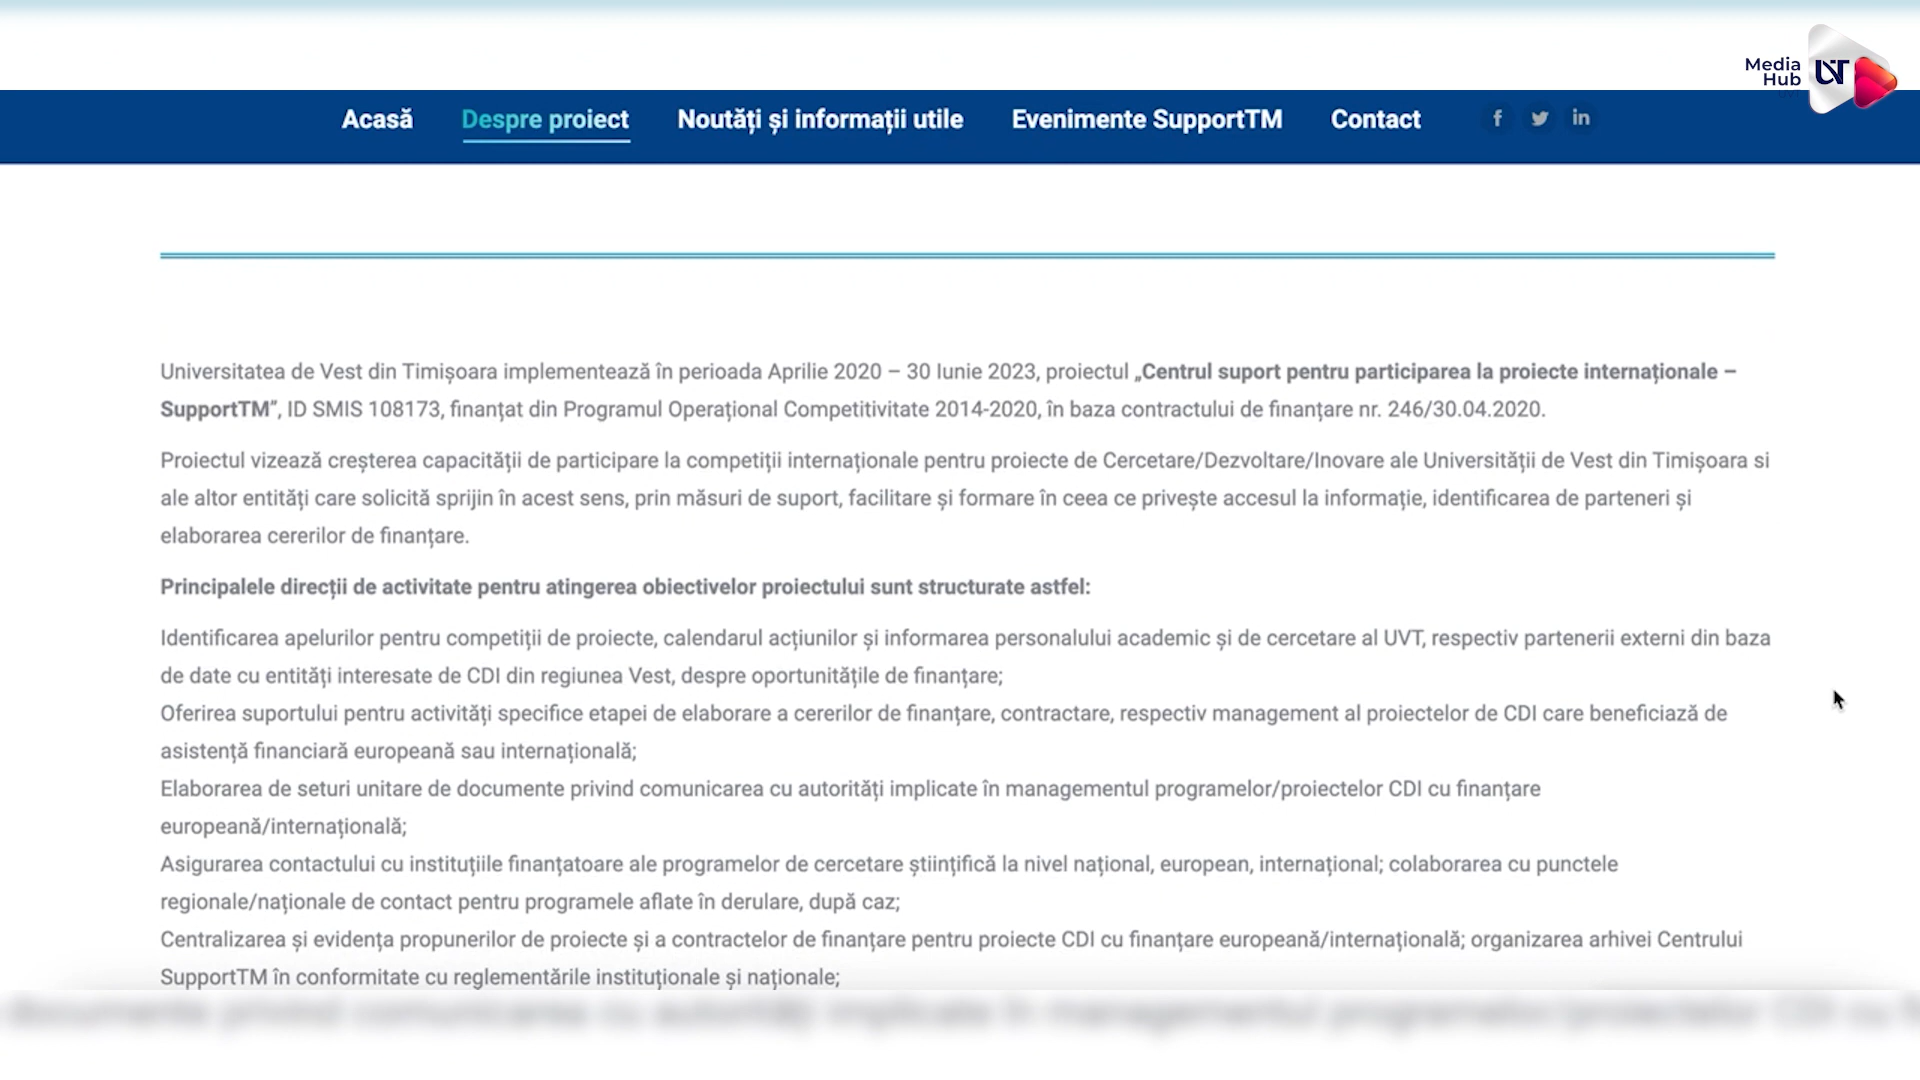 Media
Hub
UVT
Acasă Despre proiect Noutăți și informații utile Evenimente SupportTM Contact
Universitatea de Vest din Timișoara implementează în perioada Aprilie 2020 – 30 Iunie 2023, proiectul „Centrul suport pentru participarea la proiecte internaționale –
SupportTM”, ID SMIS 108173, finanțat din Programul Operațional Competitivitate 2014-2020, în baza contractului de finanțare nr. 246/30.04.2020.
Proiectul vizează creșterea capacității de participare la competiții internaționale pentru proiecte de Cercetare/Dezvoltare/Inovare ale Universității de Vest din Timișoara si
ale altor entități care solicită sprijin în acest sens, prin măsuri de suport, facilitare și formare în ceea ce privește accesul la informație, identificarea de parteneri și
elaborarea cererilor de finanțare.
Principalele direcții de activitate pentru atingerea obiectivelor proiectului sunt structurate astfel:
Identificarea apelurilor pentru competiții de proiecte, calendarul acțiunilor și informarea personalului academic și de cercetare al UVT, respectiv partenerii externi din baza
de date cu entități interesate de CDI din regiunea Vest, despre oportunitățile de finanțare;
Oferirea suportului pentru activități specifice etapei de elaborare a cererilor de finanțare, contractare, respectiv management al proiectelor de CDI care beneficiază de
asistență financiară europeană sau internațională;
Elaborarea de seturi unitare de documente privind comunicarea cu autorități implicate în managementul programelor/proiectelor CDI cu finanțare
europeană/internațională;
Asigurarea contactului cu instituțiile finanțatoare ale programelor de cercetare științifică la nivel național, european, internațional; colaborarea cu punctele
regionale/naționale de contact pentru programele aflate în derulare, după caz;
Centralizarea și evidența propunerilor de proiecte și a contractelor de finanțare pentru proiecte CDI cu finanțare europeană/internațională; organizarea arhivei Centrului
SupportTM în conformitate cu reglementările instituționale și naționale;